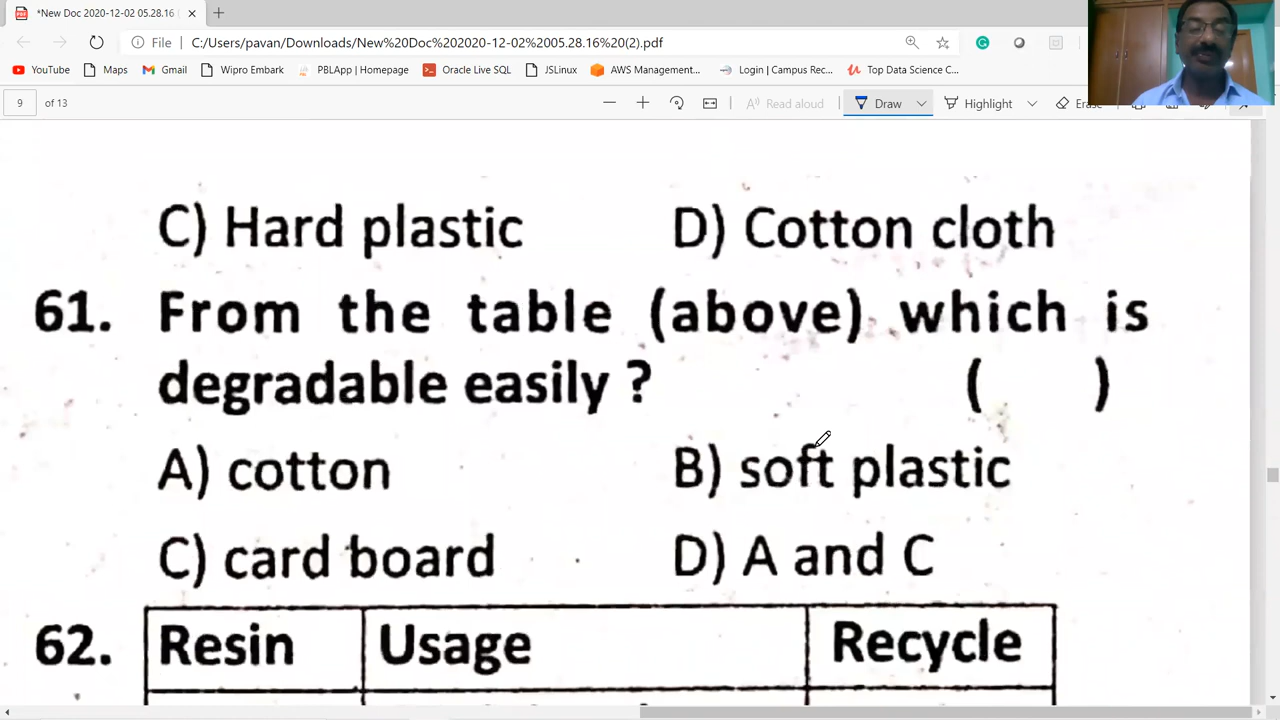 *New Doc 2020-12-02 05.28.16
File C:/Users/pavan/Downloads/New%20Doc%202020-12-02%2005.28.16%20(2).pdf
YouTube Maps Gmail Wipro Embark PBLApp | Homepage Oracle Live SQL JSLinux AWS Management... Login | Campus Rec... Top Data Science C...
9 of 13 Read aloud Draw Highlight Erase
C) Hard plastic D) Cotton cloth
61. From the table (above) which is
degradable easily ? ( )
A) cotton B) soft plastic
C) card board D) A and C
62. Resin Usage Recycle